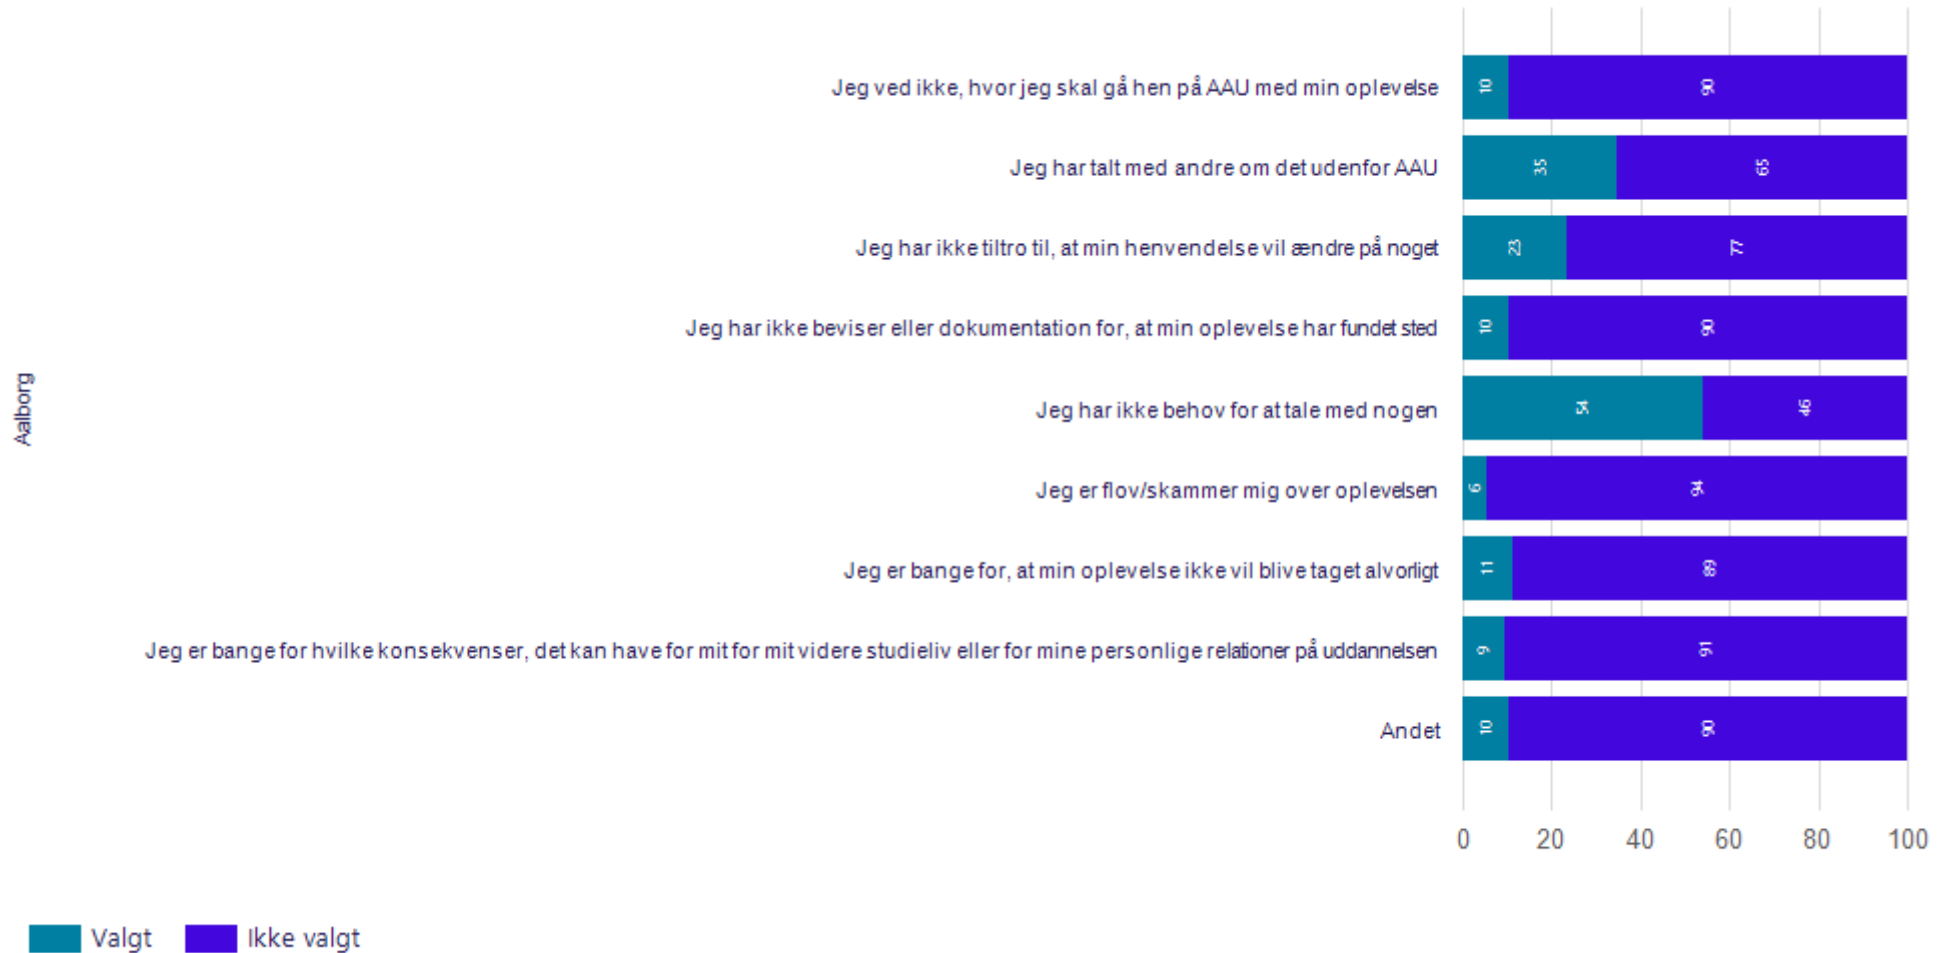 Aalborg
Jeg ved ikke, hvor jeg skal gå hen på AAU med min oplevelse 10 90
Jeg har talt med andre om det udenfor AAU 35 65
Jeg har ikke tiltro til, at min henvendelse vil ændre på noget 23 77
Jeg har ikke beviser eller dokumentation for, at min oplevelse har fundet sted 10 90
Jeg har ikke behov for at tale med nogen 54 46
Jeg er flov/skammer mig over oplevelsen 6 94
Jeg er bange for, at min oplevelse ikke vil blive taget alvorligt 11 89
Jeg er bange for hvilke konsekvenser, det kan have for mit for mit videre studieliv eller for mine personlige relationer på uddannelsen 9 91
Andet 10 90
0 20 40 60 80 100
Valgt Ikke valgt